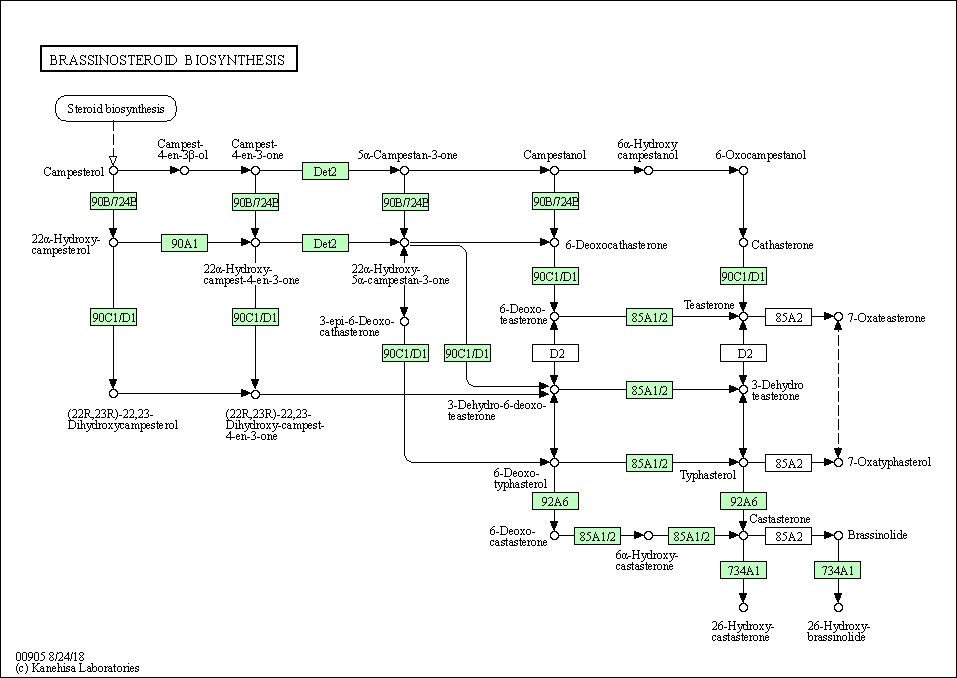 BRASSINOSTEROID BIOSYNTHESIS
Steroid biosynthesis
Campesterol
Campest-
4-en-3β-ol
Campest-
4-en-3-one
Det2
5α-Campestan-3-one
Campestanol
6α-Hydroxy
campestanol
6-Oxocampestanol
90B/724B
90B/724B
90B/724B
90B/724B
22α-Hydroxy-
campesterol
90A1
22α-Hydroxy-
campest-4-en-3-one
Det2
22α-Hydroxy-
5α-campestan-3-one
6-Deoxocathasterone
Cathasterone
90C1/D1
90C1/D1
90C1/D1
90C1/D1
3-epi-6-Deoxo-
cathasterone
6-Deoxo-
teasterone
85A1/2
Teasterone
85A2
7-Oxateasterone
90C1/D1
90C1/D1
D2
D2
(22R,23R)-22,23-
Dihydroxycampesterol
(22R,23R)-22,23-
Dihydroxy-campest-
4-en-3-one
3-Dehydro-6-deoxo-
teasterone
85A1/2
3-Dehydro
teasterone
6-Deoxo-
typhasterol
85A1/2
Typhasterol
85A2
7-Oxatyphasterol
92A6
92A6
6-Deoxo-
castasterone
85A1/2
6α-Hydroxy-
castasterone
85A1/2
Castasterone
85A2
Brassinolide
734A1
734A1
26-Hydroxy-
castasterone
26-Hydroxy-
brassinolide
00905 8/24/18
(c) Kanehisa Laboratories